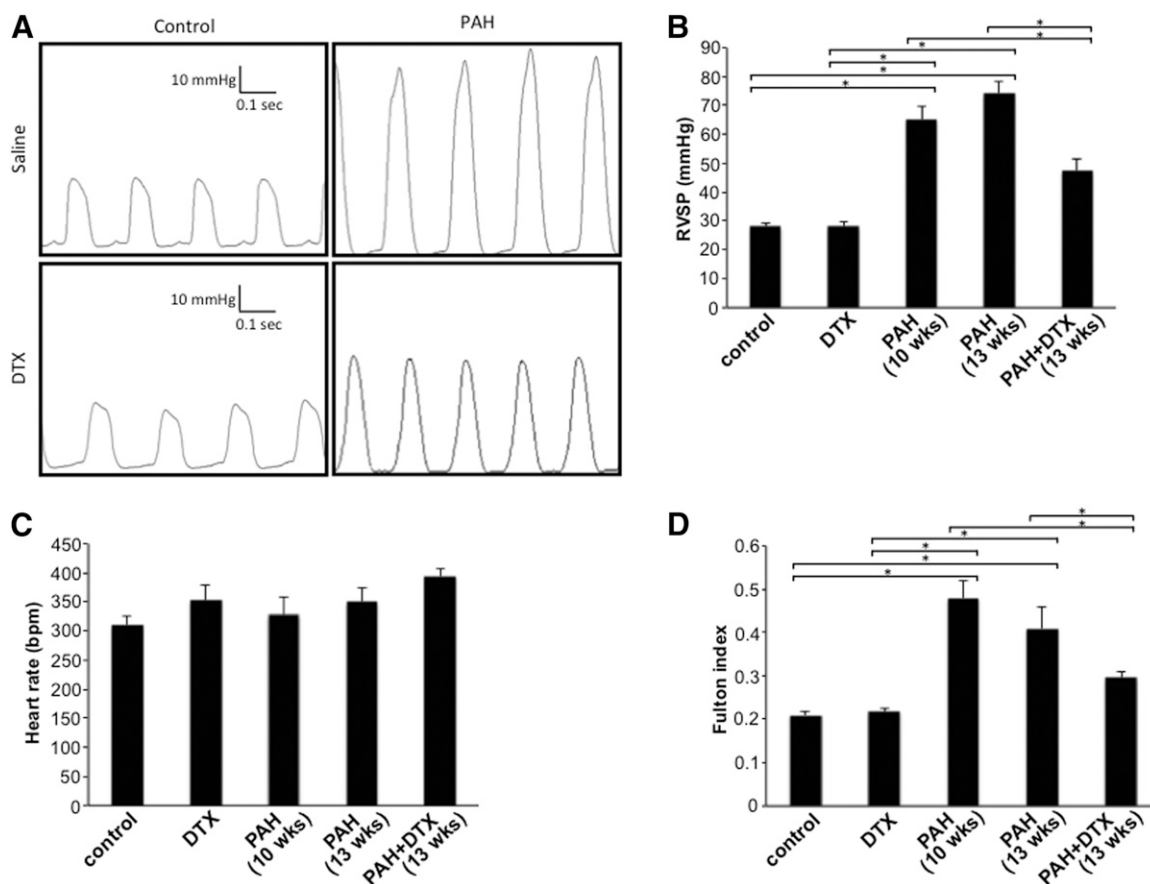 A
Control
PAH
Saline
10 mmHg
0.1 sec
DTX
10 mmHg
0.1 sec
B
RVSP (mmHg)
90
80
70
60
50
40
30
20
10
0
* 
*
*
*
*
*
control
DTX
PAH
(10 wks)
PAH
(13 wks)
PAH+DTX
(13 wks)
C
Heart rate (bpm)
450
400
350
300
250
200
150
100
50
0
control
DTX
PAH
(10 wks)
PAH
(13 wks)
PAH+DTX
(13 wks)
D
Fulton index
0.6
0.5
0.4
0.3
0.2
0.1
0
*
*
*
*
*
*
control
DTX
PAH
(10 wks)
PAH
(13 wks)
PAH+DTX
(13 wks)